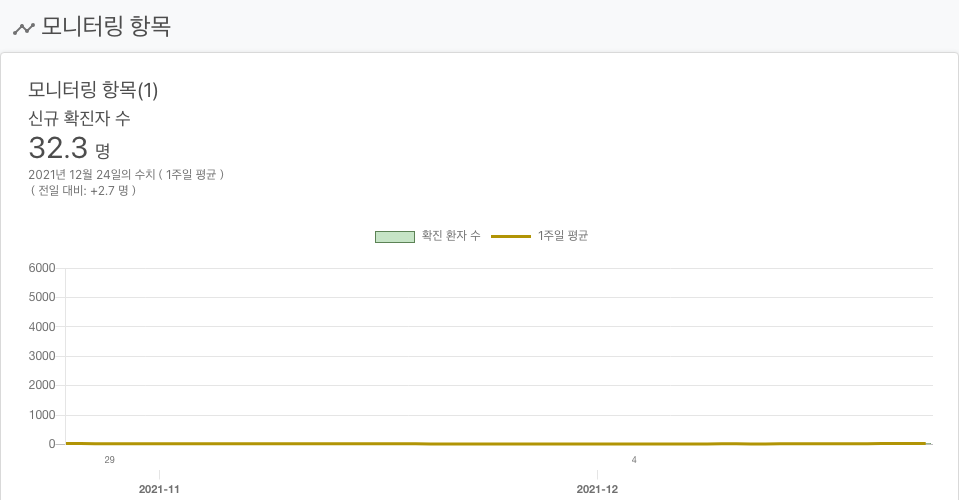 모니터링 항목
모니터링 항목(1)
신규 확진자 수
32.3 명
2021년 12월 24일의 수치 ( 1주일 평균 )
( 전일 대비: +2.7 명 )
확진 환자 수 1주일 평균
6000
5000
4000
3000
2000
1000
0
29 4
2021-11 2021-12